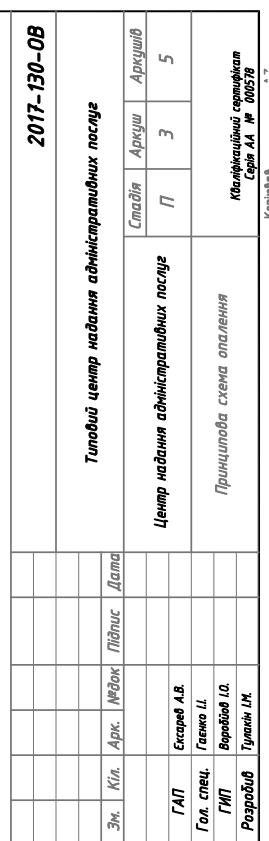 2017-130-ОВ
Типовий центр надання адміністративних послуг
Зм. Кіл. Арк. №док Підпис Дата
Центр надання адміністративних послуг
Стадія Аркуш Аркушів
П 3 5
ГАП Ексарев А.В.
Гол. спец. Гаєнко І.І.
ГИП Воробйов І.О.
Розробив Тулакін І.М.
Принципова схема опалення
Кваліфікаційний сертифікат
Серія АА № 000578